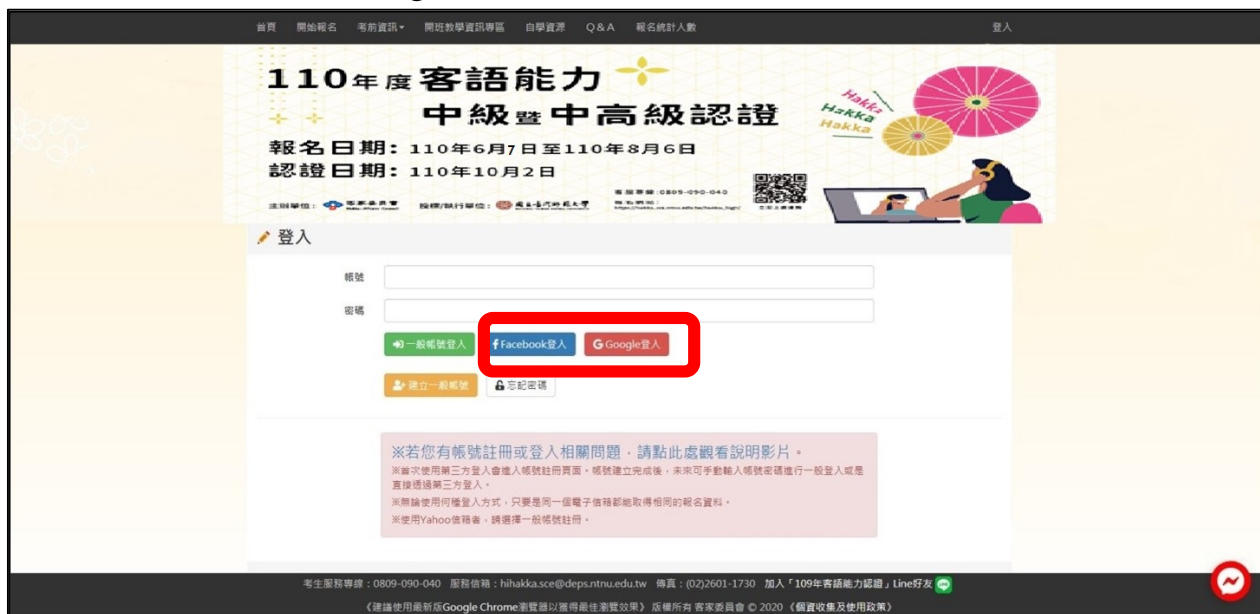 首頁 開始報名 考前資訊 開班教學資訊專區 自學資源 Q&A 報名統計人數 登入
110年度客語能力
中級暨中高級認證
Hakka
Hakka
Hakka
報名日期：110年6月7日至110年8月6日
認證日期：110年10月2日
客服專線:0809-090-040
主辦單位：客家委員會
登入
帳號
密碼
一般帳號登入 Facebook登入 Google登入
建立一般帳號 忘記密碼
※若您有帳號註冊或登入相關問題，請點此處觀看說明影片。
※首次使用第三方登入會進入帳號註冊頁面。帳號建立完成後，未來可手動輸入帳號密碼進行一般登入或是
直接透過第三方登入。
※無論使用何種登入方式，只要是同一個電子信箱都能取得相同的報名資料。
※使用Yahoo信箱者，請選擇一般帳號註冊。
考生服務專線：0809-090-040 服務信箱：hihakka.sce@deps.ntnu.edu.tw 傳真：(02)2601-1730 加入「109年客語能力認證」Line好友
《建議使用最新版Google Chrome瀏覽器以獲得最佳瀏覽效果》 版權所有 客家委員會 © 2020 《個資收集及使用政策》